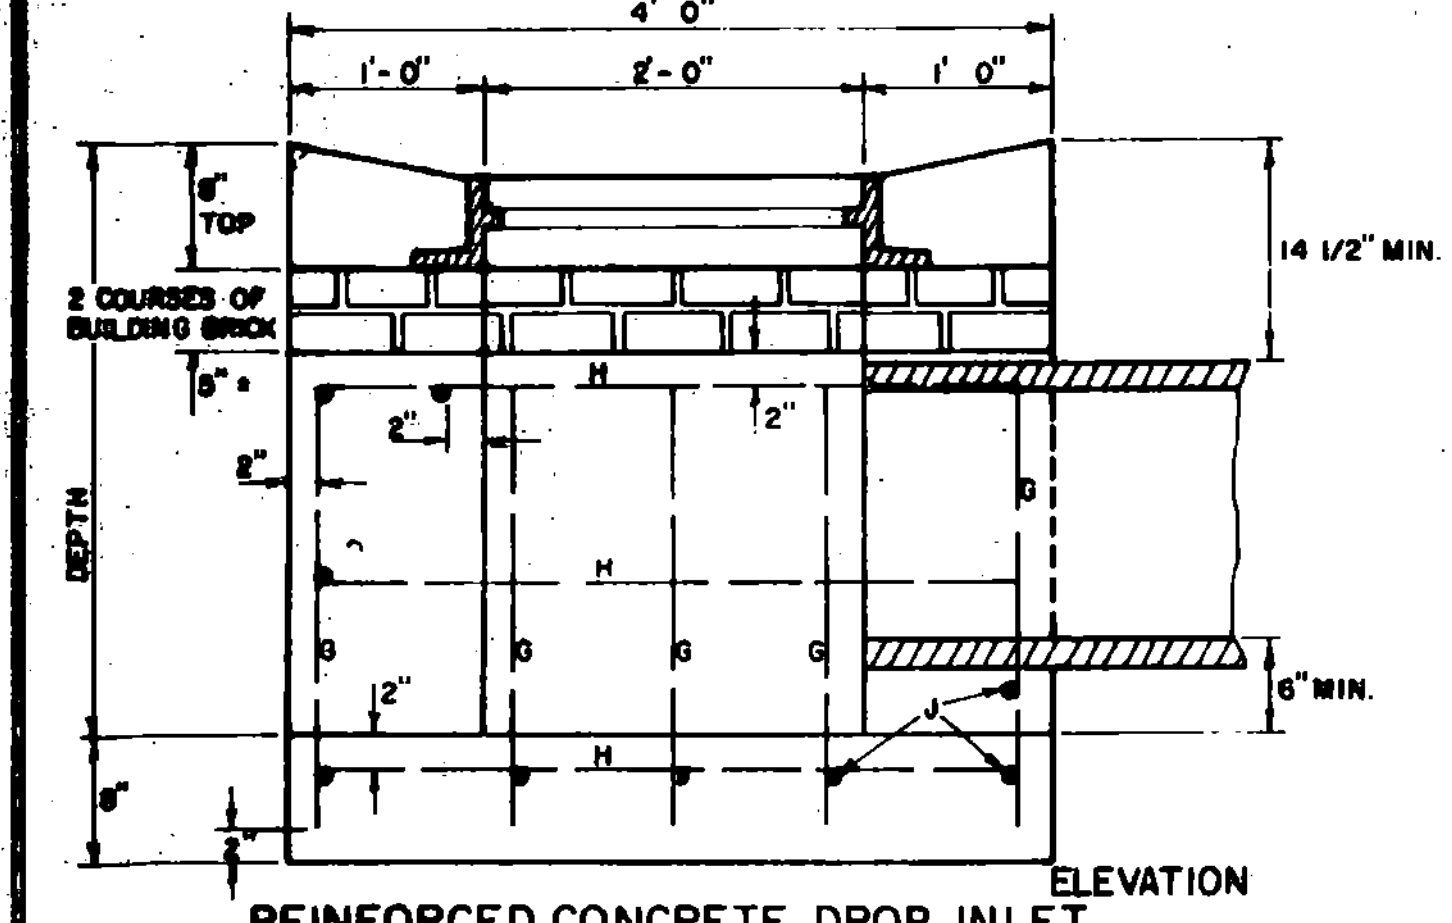 4' 0"
1'-0" 2'-0" 1' 0"
8"
TOP
14 1/2" MIN.
2 COURSES OF
BUILDING BRICK
5" ±
H
2"
2"
2"
G
DEPTH
H
G G G G
2"
6" MIN.
J
H
8"
2"
ELEVATION
REINFORCED CONCRETE DROP INLET